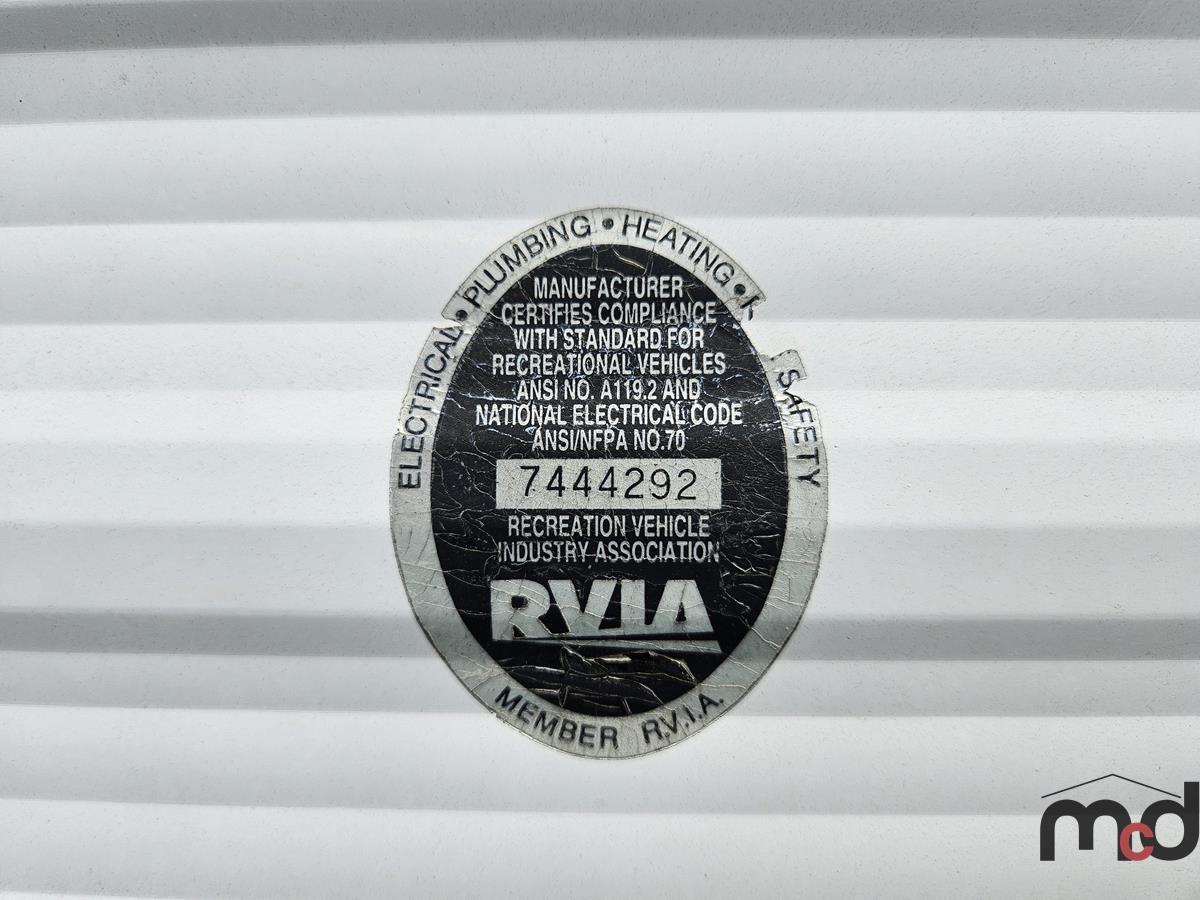 ELECTRICAL • PLUMBING • HEATING •
SAFETY
MANUFACTURER
CERTIFIES COMPLIANCE
WITH STANDARD FOR
RECREATIONAL VEHICLES
ANSI NO. A119.2 AND
NATIONAL ELECTRICAL CODE
ANSI/NFPA NO.70
7444292
RECREATION VEHICLE
INDUSTRY ASSOCIATION
RVIA
MEMBER R.V.I.A.
mcd